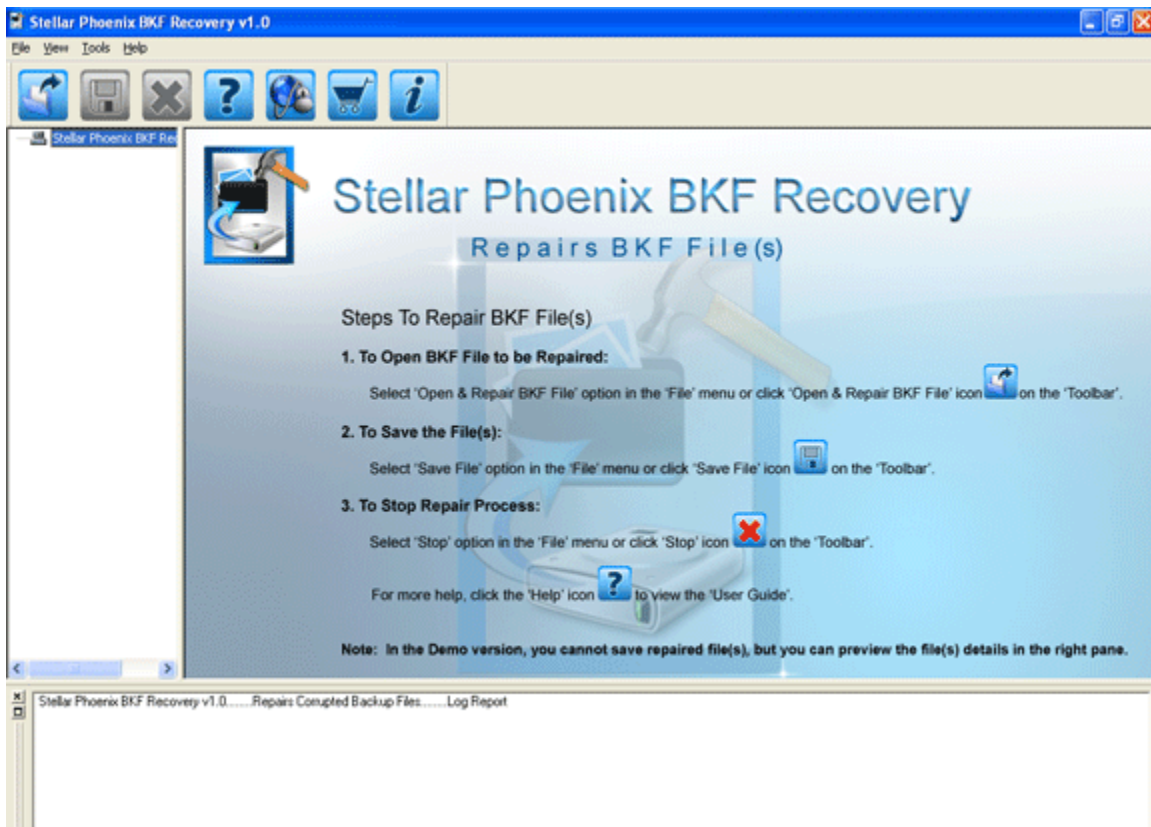 Stellar Phoenix BKF Recovery v1.0
File View Tools Help
Stellar Phoenix BKF Rec
Stellar Phoenix BKF Recovery
Repairs BKF File(s)
Steps To Repair BKF File(s)
1. To Open BKF File to be Repaired:
Select 'Open & Repair BKF File' option in the 'File' menu or click 'Open & Repair BKF File' icon on the 'Toolbar'.
2. To Save the File(s):
Select 'Save File' option in the 'File' menu or click 'Save File' icon on the 'Toolbar'.
3. To Stop Repair Process:
Select 'Stop' option in the 'File' menu or click 'Stop' icon on the 'Toolbar'.
For more help, click the 'Help' icon to view the 'User Guide'.
Note: In the Demo version, you cannot save repaired file(s), but you can preview the file(s) details in the right pane.
Stellar Phoenix BKF Recovery v1.0.......Repairs Corrupted Backup Files.......Log Report